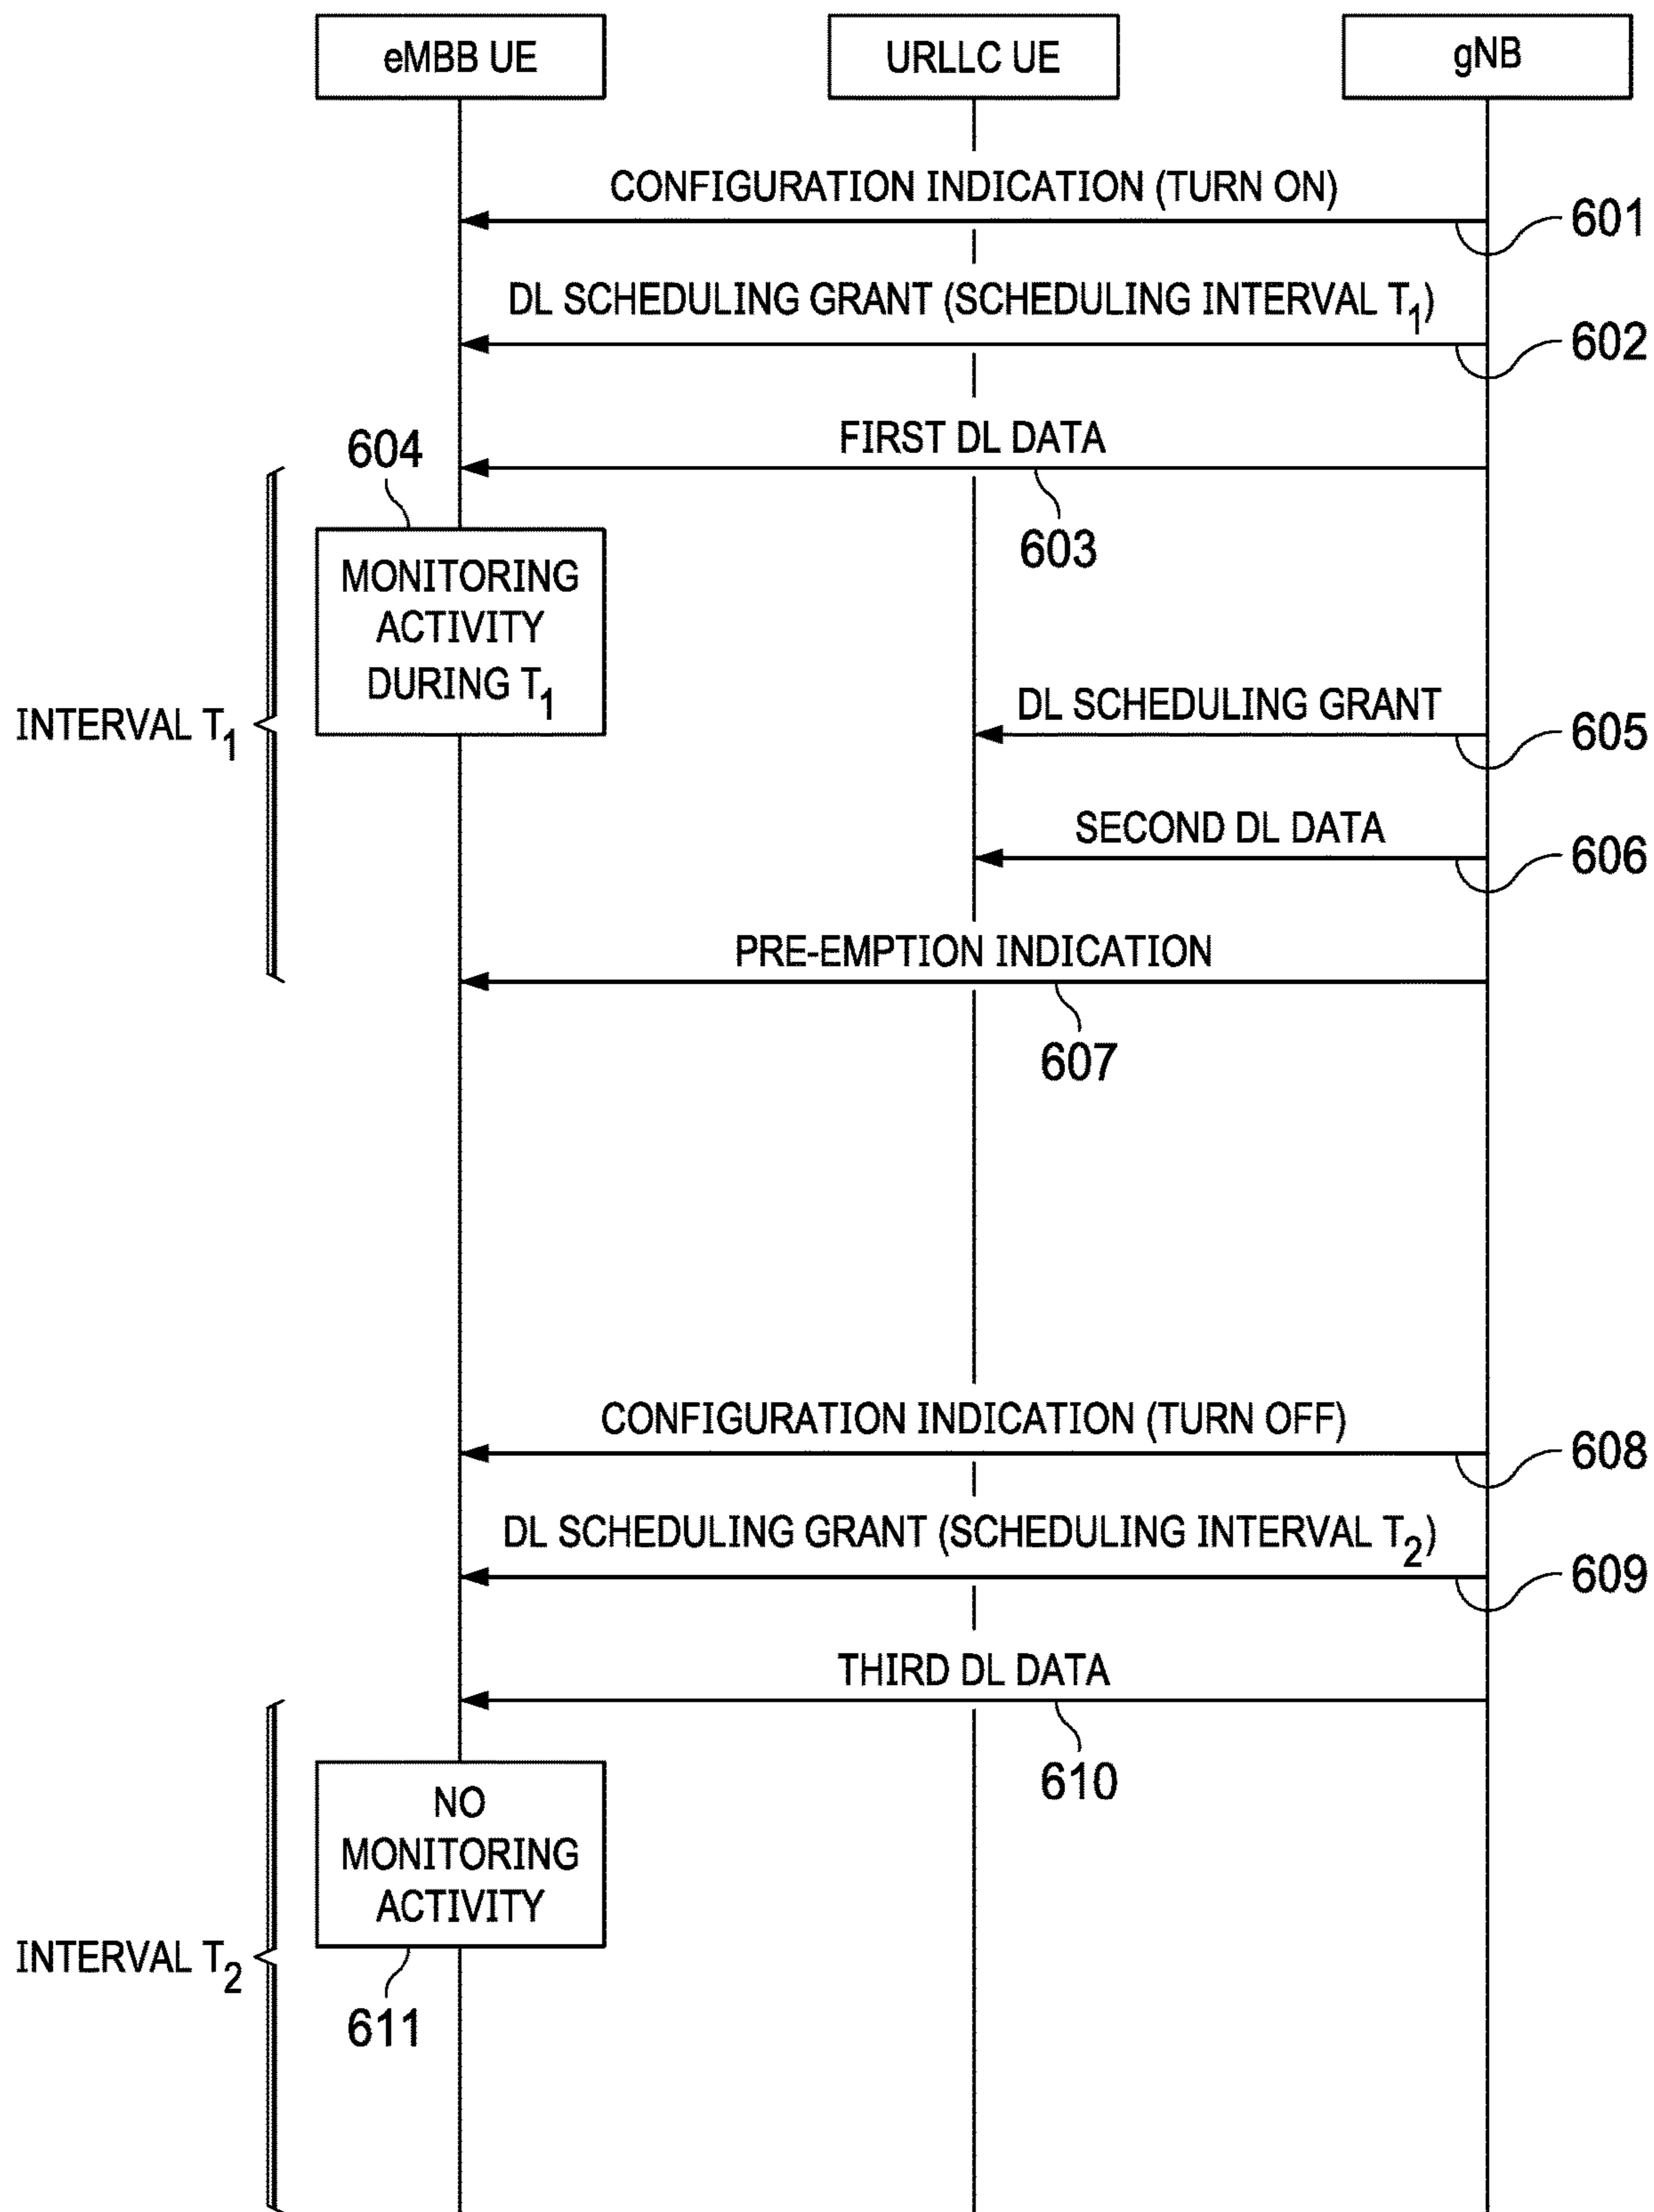 eMBB UE
URLLC UE
gNB
CONFIGURATION INDICATION (TURN ON)
601
DL SCHEDULING GRANT (SCHEDULING INTERVAL T1)
602
FIRST DL DATA
603
604
MONITORING
ACTIVITY
DURING T1
INTERVAL T1
DL SCHEDULING GRANT
605
SECOND DL DATA
606
PRE-EMPTION INDICATION
607
CONFIGURATION INDICATION (TURN OFF)
608
DL SCHEDULING GRANT (SCHEDULING INTERVAL T2)
609
THIRD DL DATA
610
NO
MONITORING
ACTIVITY
611
INTERVAL T2